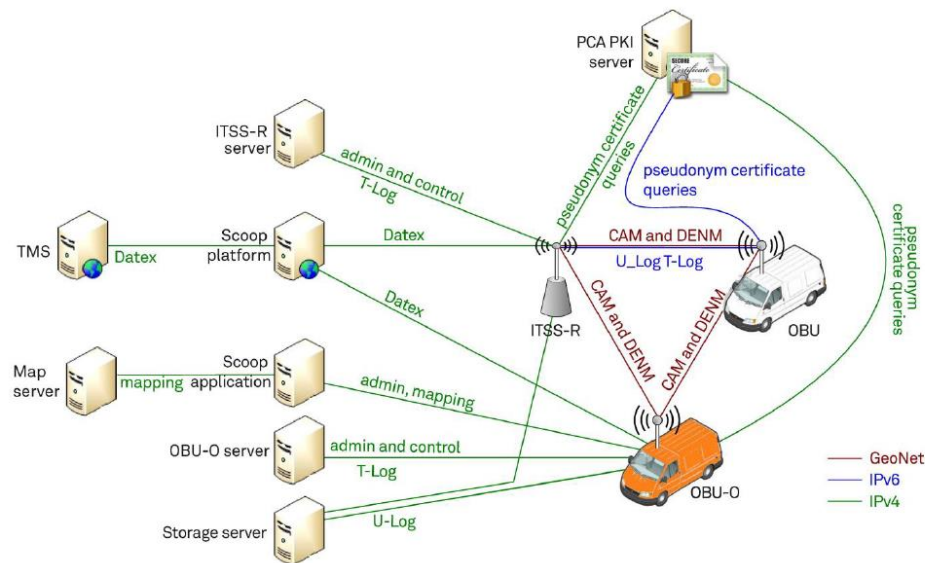 PCA PKI
server
SECURE
Certificate
ITSS-R
server
admin and control
T-Log
pseudonym certificate
queries
pseudonym certificate
queries
pseudonym
certificate queries
TMS
Datex
Scoop
platform
Datex
CAM and DENM
U_Log T-Log
ITSS-R
OBU
Datex
CAM and DENM
CAM and DENM
Map
server
mapping
Scoop
application
admin, mapping
OBU-O server
admin and control
T-Log
OBU-O
Storage server
U-Log
GeoNet
IPv6
IPv4